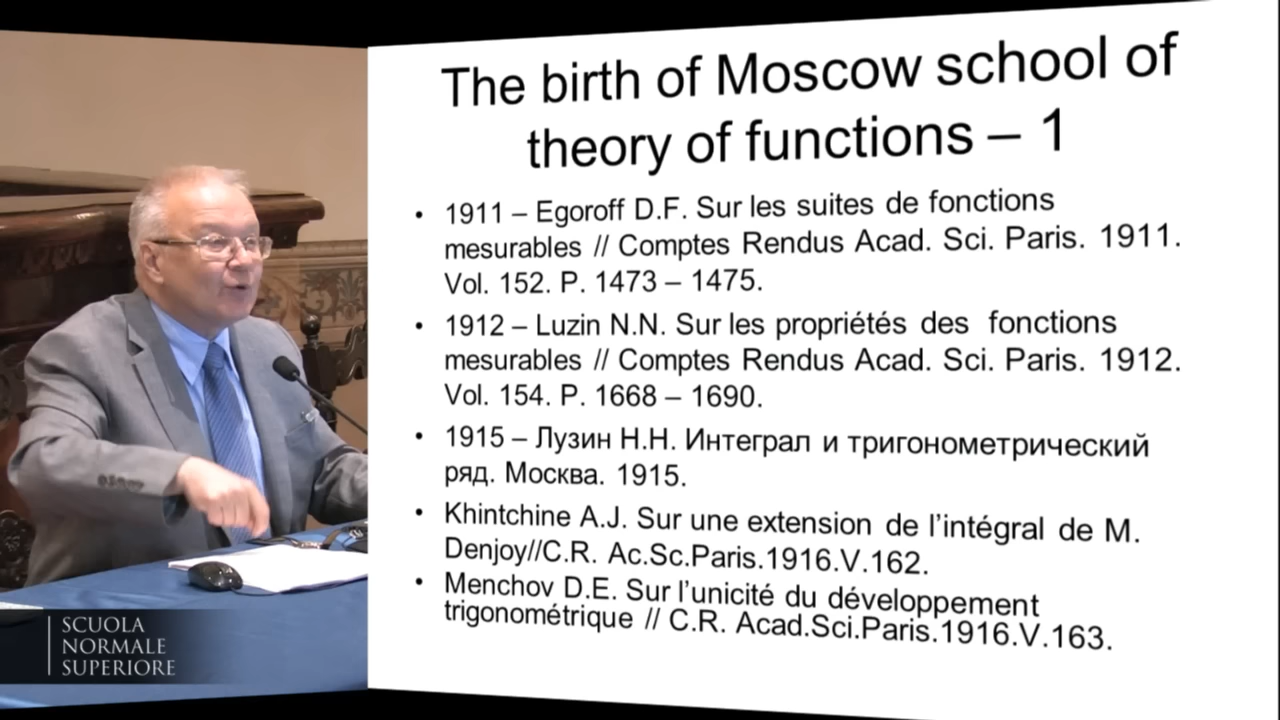 The birth of Moscow school of
theory of functions – 1
• 1911 – Egoroff D.F. Sur les suites de fonctions
mesurables // Comptes Rendus Acad. Sci. Paris. 1911.
Vol. 152. P. 1473 – 1475.
• 1912 – Luzin N.N. Sur les propriétés des fonctions
mesurables // Comptes Rendus Acad. Sci. Paris. 1912.
Vol. 154. P. 1668 – 1690.
• 1915 – Лузин Н.Н. Интеграл и тригонометрический
ряд. Москва. 1915.
• Khintchine A.J. Sur une extension de l’intégral de M.
Denjoy//C.R. Ac.Sc.Paris.1916.V.162.
• Menchov D.E. Sur l’unicité du développement
trigonométrique // C.R. Acad.Sci.Paris.1916.V.163.
SCUOLA
NORMALE
SUPERIORE